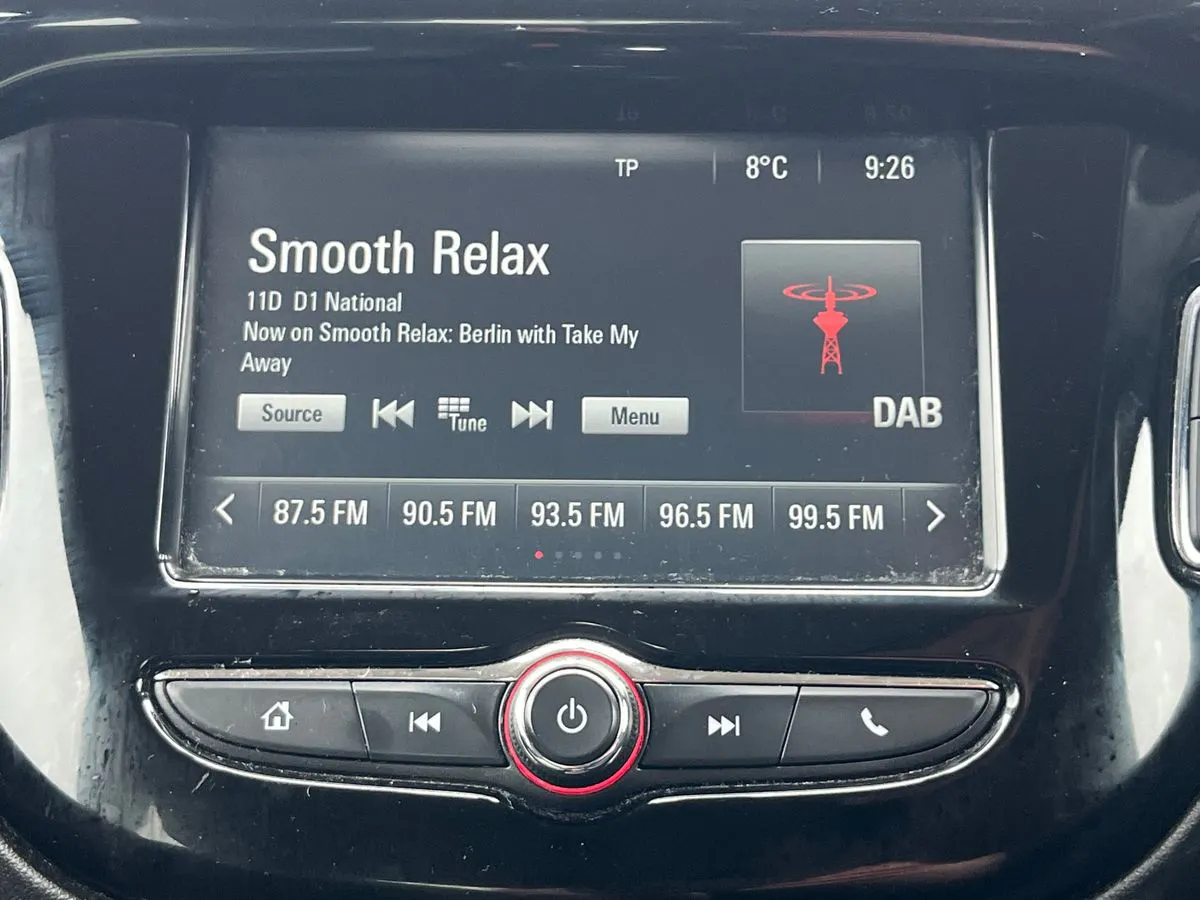 TP 8°C 9:26
Smooth Relax
11D D1 National
Now on Smooth Relax: Berlin with Take My
Away
Source Tune Menu
DAB
87.5 FM 90.5 FM 93.5 FM 96.5 FM 99.5 FM